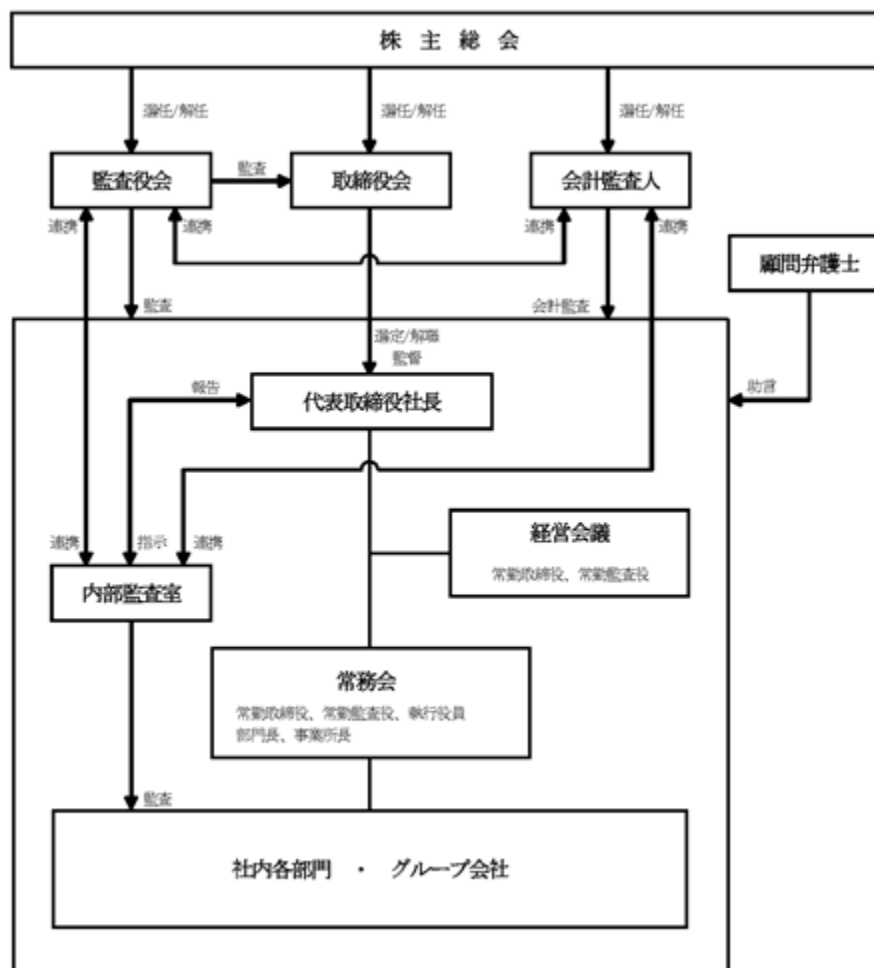 株主総会
選任/解任
選任/解任
選任/解任
監査役会
監査
取締役会
会計監査人
連携
連携
連携
連携
顧問弁護士
監査
会計監査
選定/解職
監督
報告
代表取締役社長
助言
経営会議
常勤取締役、常勤監査役
連携
指示
連携
内部監査室
常務会
常勤取締役、常勤監査役、執行役員
部門長、事業所長
監査
社内各部門 ・ グループ会社